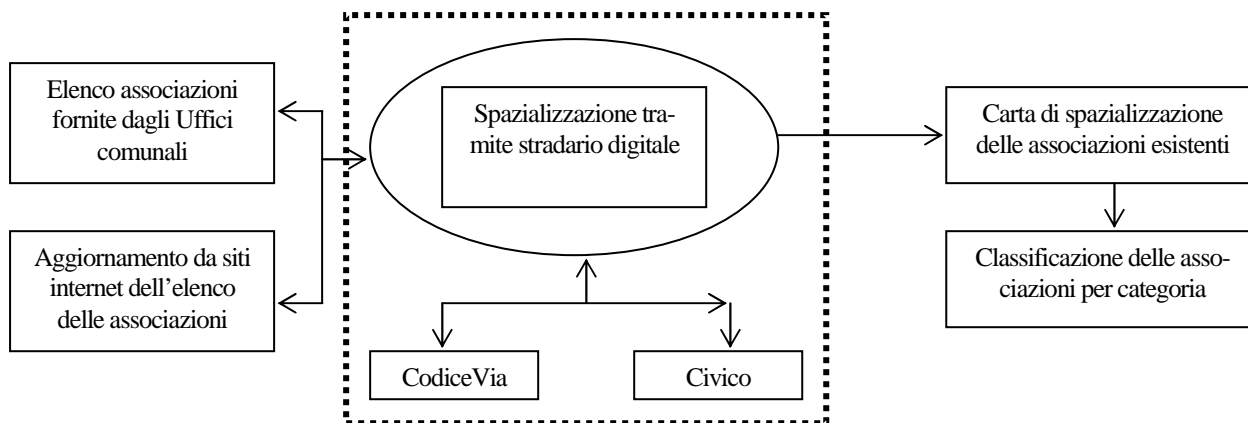 Elenco associazioni
fornite dagli Uffici
comunali
Aggiornamento da siti
internet dell’elenco
delle associazioni
Spazializzazione tra-
mite stradario digitale
CodiceVia
Civico
Carta di spazializzazione
delle associazioni esistenti
Classificazione delle asso-
ciazioni per categoria